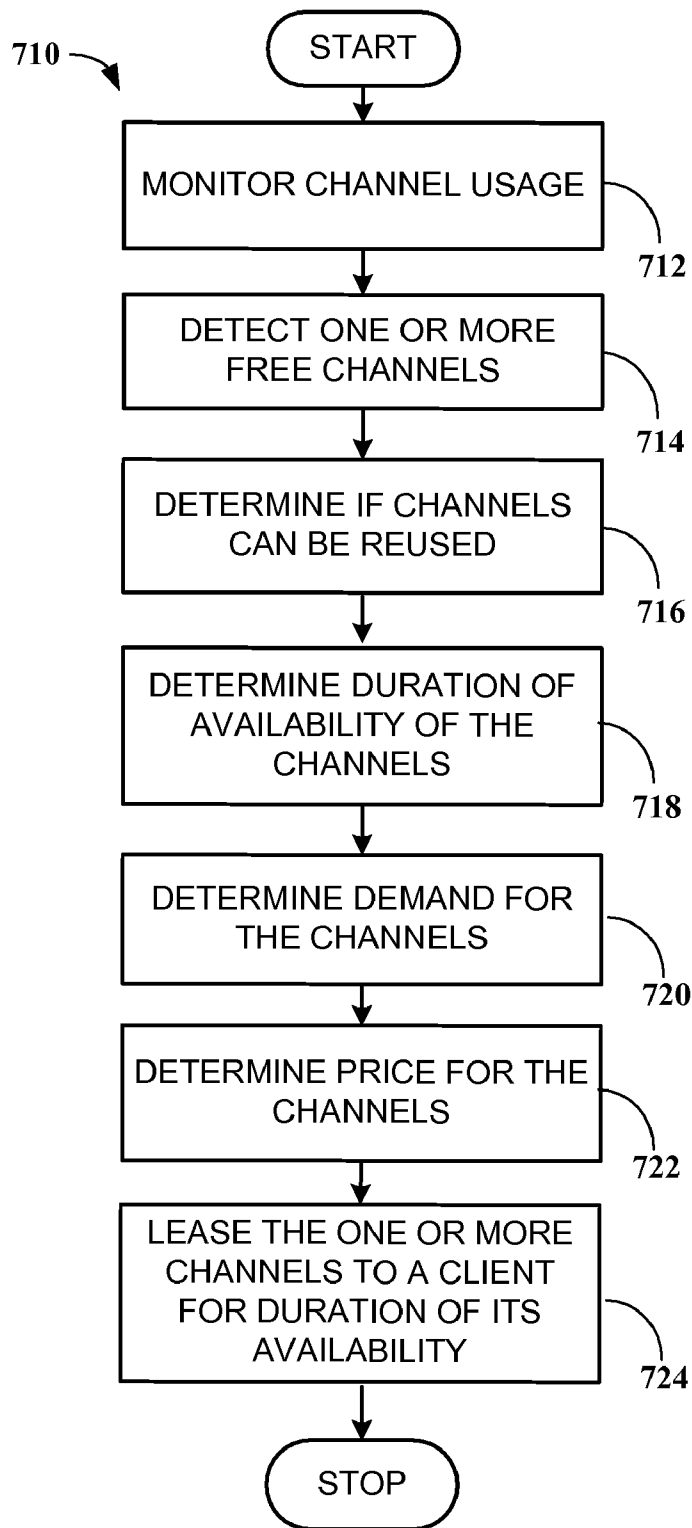 710
START
MONITOR CHANNEL USAGE
712
DETECT ONE OR MORE
FREE CHANNELS
714
DETERMINE IF CHANNELS
CAN BE REUSED
716
DETERMINE DURATION OF
AVAILABILITY OF THE
CHANNELS
718
DETERMINE DEMAND FOR
THE CHANNELS
720
DETERMINE PRICE FOR THE
CHANNELS
722
LEASE THE ONE OR MORE
CHANNELS TO A CLIENT
FOR DURATION OF ITS
AVAILABILITY
724
STOP